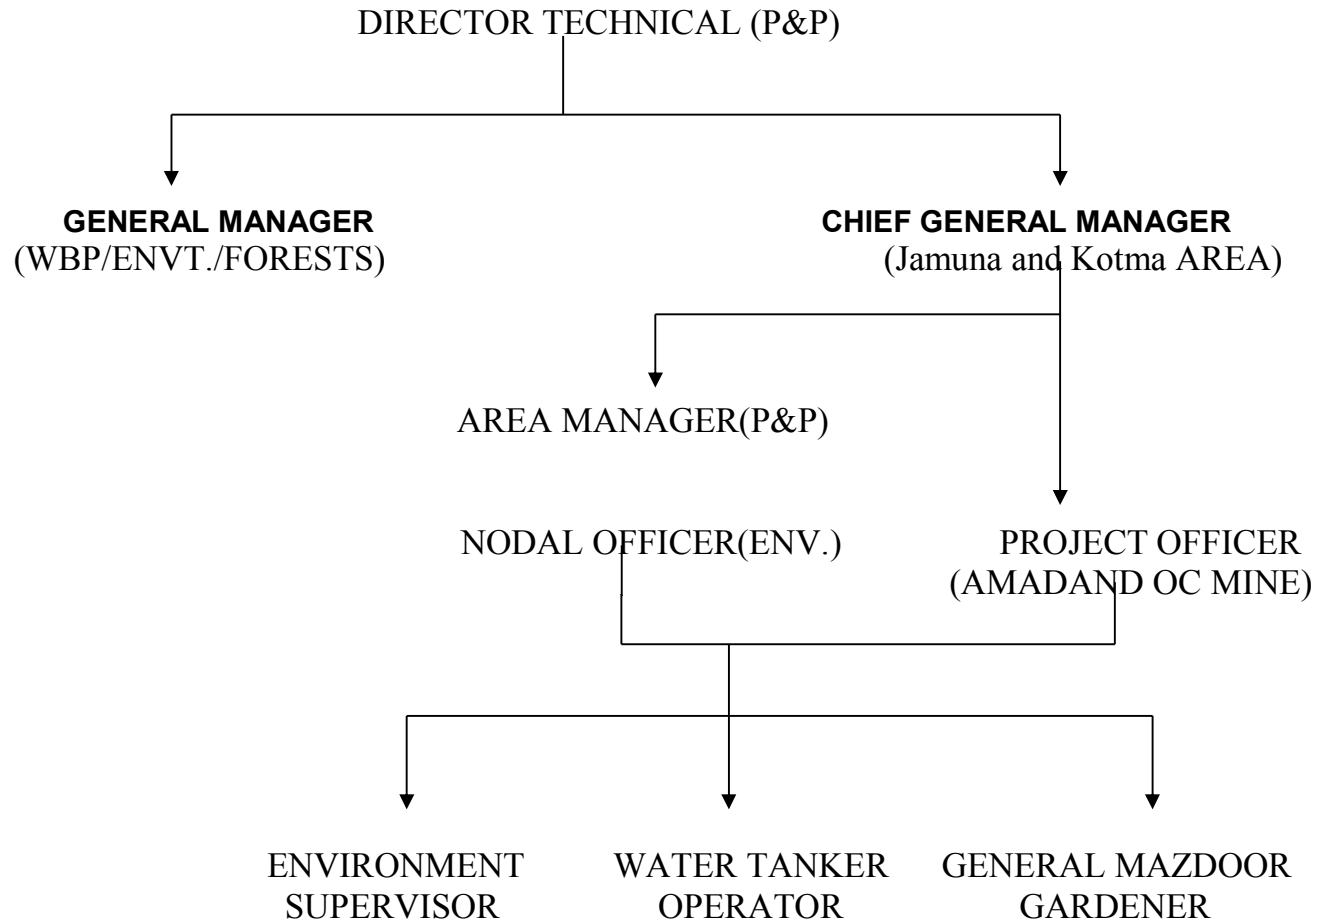 DIRECTOR TECHNICAL (P&P)
GENERAL MANAGER
(WBP/ENVT./FORESTS)
CHIEF GENERAL MANAGER
(Jamuna and Kotma AREA)
AREA MANAGER(P&P)
NODAL OFFICER(ENV.)
PROJECT OFFICER
(AMADAND OC MINE)
ENVIRONMENT
SUPERVISOR
WATER TANKER
OPERATOR
GENERAL MAZDOOR
GARDENER